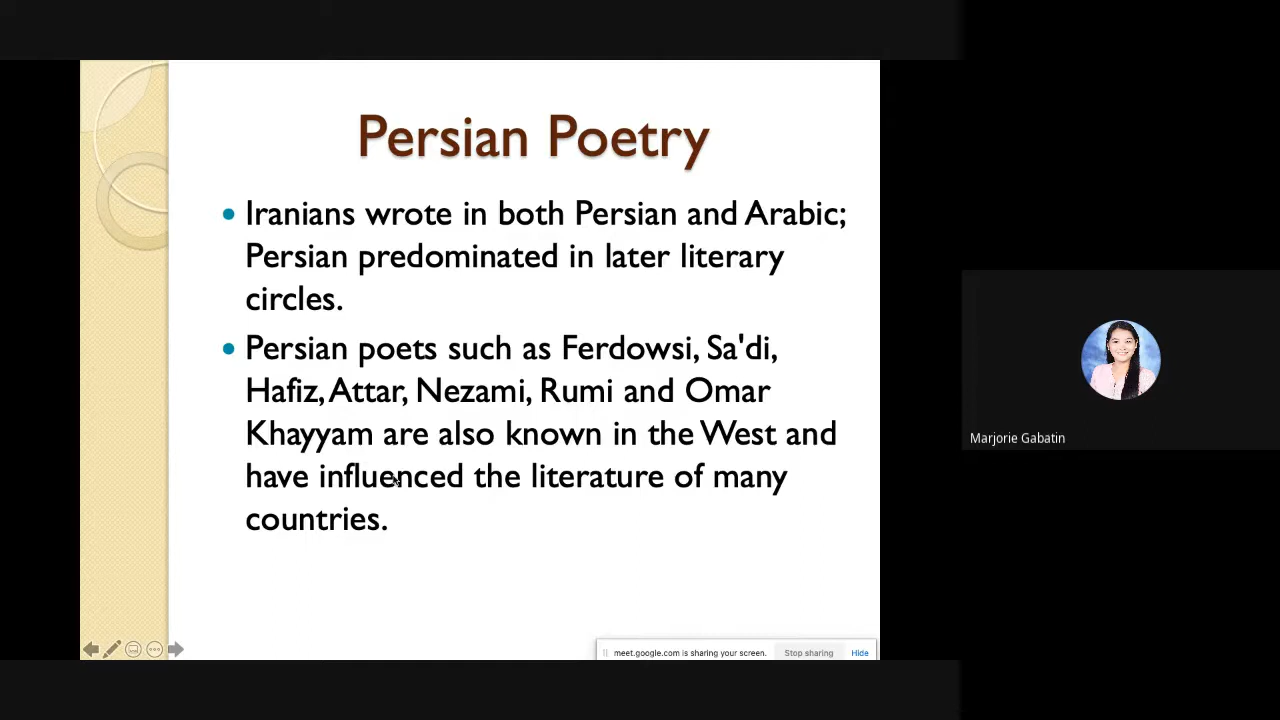 Persian Poetry
• Iranians wrote in both Persian and Arabic;
Persian predominated in later literary
circles.
• Persian poets such as Ferdowsi, Sa'di,
Hafiz, Attar, Nezami, Rumi and Omar
Khayyam are also known in the West and
have influenced the literature of many
countries.
Marjorie Gabatin
meet.google.com is sharing your screen. Stop sharing Hide